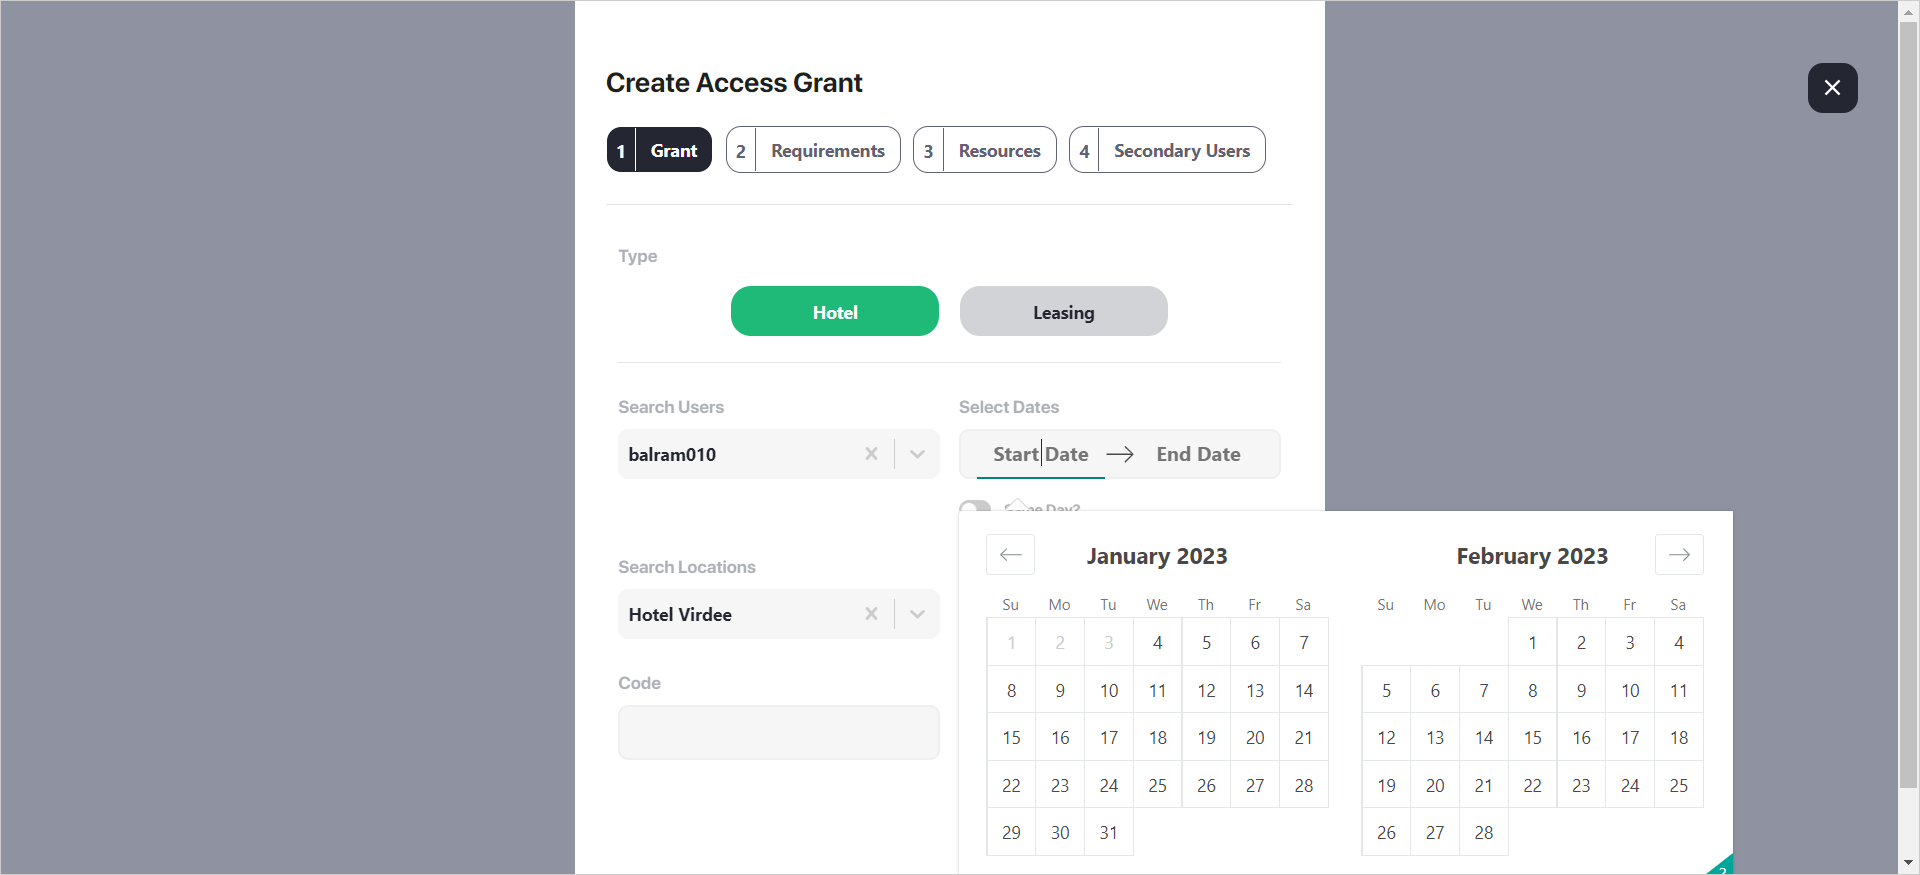 Create Access Grant
1 Grant 2 Requirements 3 Resources 4 Secondary Users
Type
Hotel Leasing
Search Users Select Dates
balram010 Start Date End Date
Day?
January 2023 February 2023
Search Locations
Su Mo Tu We Th Fr Sa Su Mo Tu We Th Fr Sa
Hotel Virdee
1 2 3 4 5 6 7 1 2 3 4
Code
8 9 10 11 12 13 14 5 6 7 8 9 10 11
15 16 17 18 19 20 21 12 13 14 15 16 17 18
22 23 24 25 26 27 28 19 20 21 22 23 24 25
29 30 31 26 27 28
?